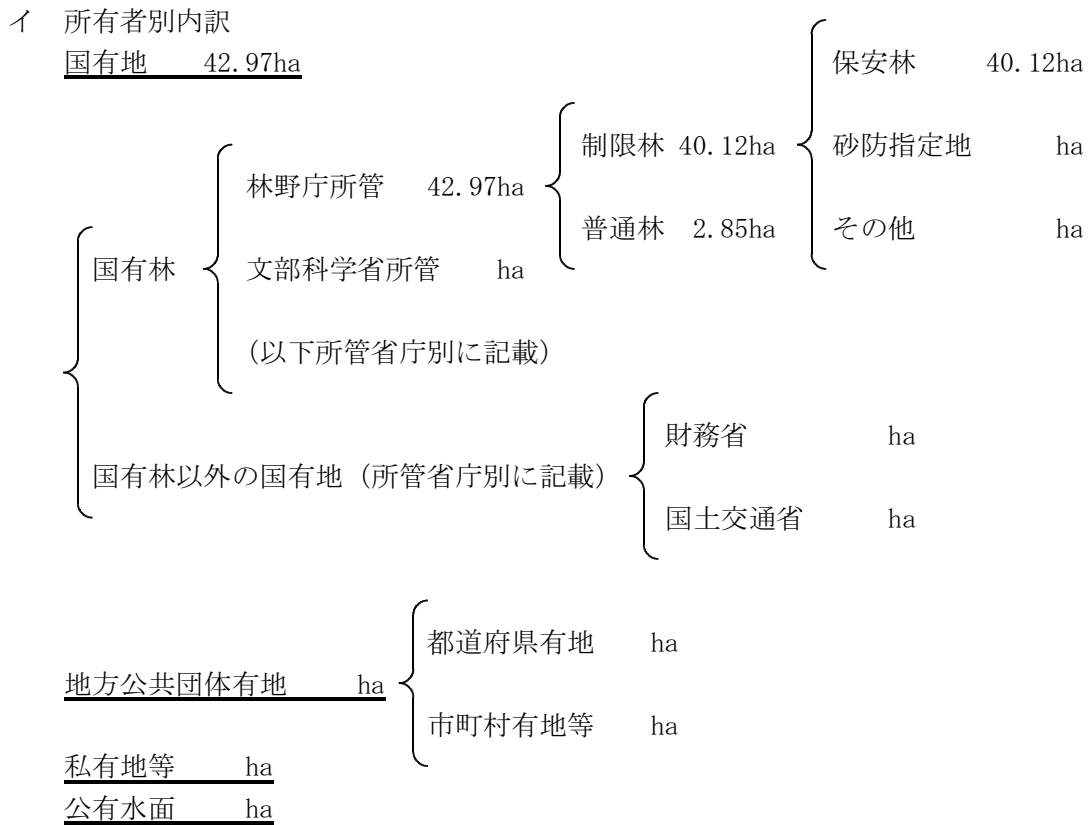 イ 所有者別内訳
国有地 42.97ha
保安林 40.12ha
制限林 40.12ha
砂防指定地 ha
林野庁所管 42.97ha
普通林 2.85ha
その他 ha
国有林
文部科学省所管 ha
(以下所管省庁別に記載)
財務省 ha
国有林以外の国有地(所管省庁別に記載)
国土交通省 ha
都道府県有地 ha
地方公共団体有地 ha
市町村有地等 ha
私有地等 ha
公有水面 ha